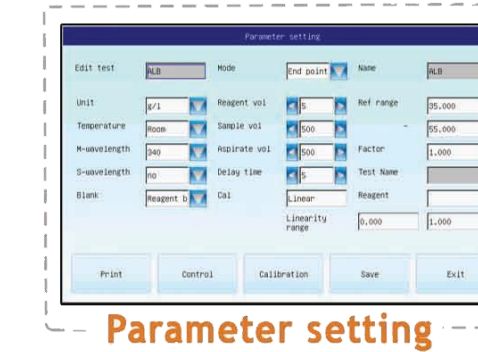 Parameter setting
Edit test ALB Mode End point Name ALB
Unit g/l Reagent vol 5 Ref range 35.000
Temperature Room Sample vol 500 - 55.000
M-wavelength 340 Aspirate vol 500 Factor 1.000
S-wavelength no Delay time 5 Test Name
Blank Reagent b Cal Linear Reagent
Linearity range 0.000 1.000
Print Control Calibration Save Exit
Parameter setting